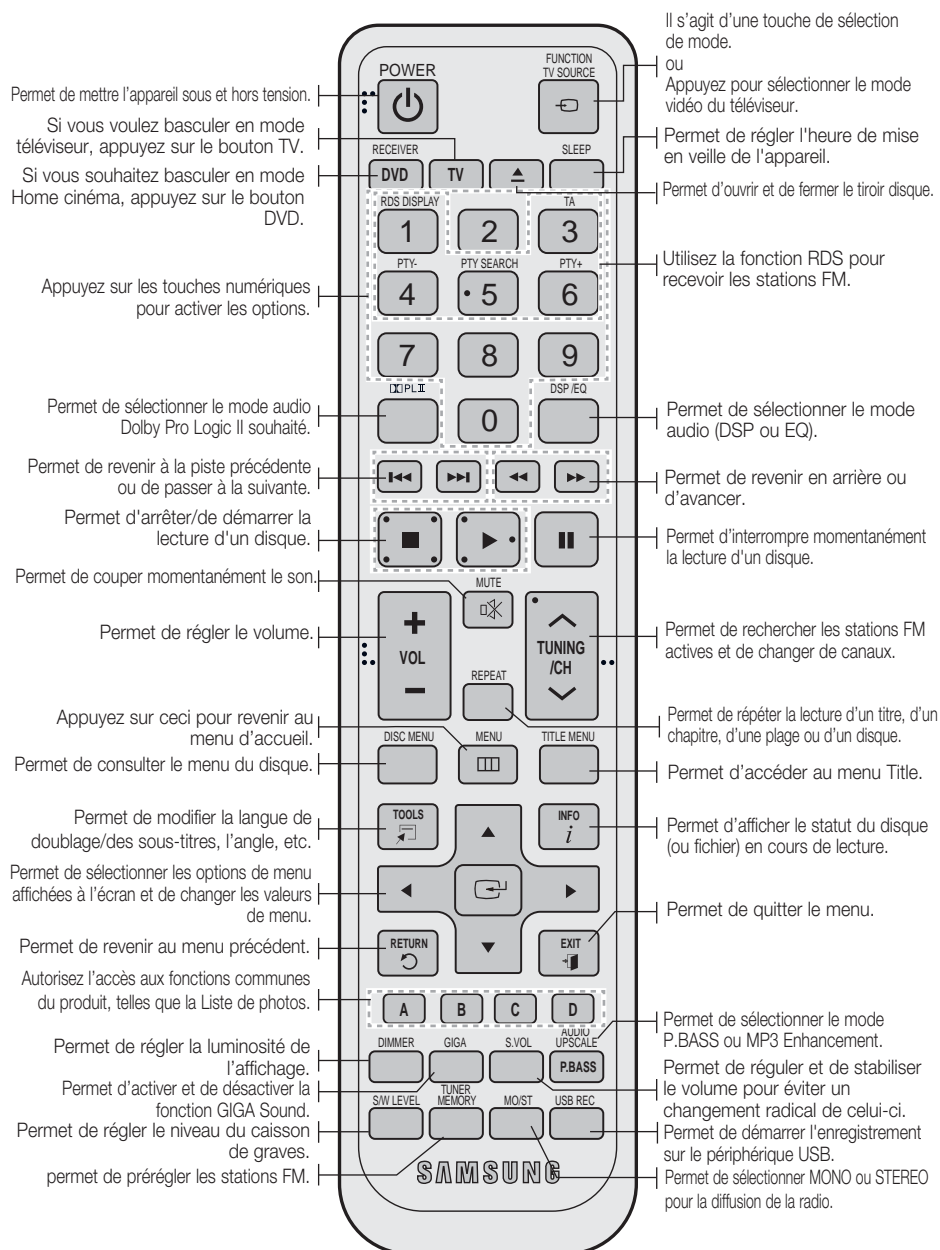 Il s'agit d'une touche de sélection
de mode.
ou
Appuyez pour sélectionner le mode
vidéo du téléviseur.
POWER
FUNCTION
TV SOURCE
Permet de mettre l'appareil sous et hors tension.
Si vous voulez basculer en mode
téléviseur, appuyez sur le bouton TV.
Permet de régler l'heure de mise
en veille de l'appareil.
RECEIVER
SLEEP
DVD
TV
Si vous souhaitez basculer en mode
Home cinéma, appuyez sur le bouton
DVD.
Permet d'ouvrir et de fermer le tiroir disque.
RDS DISPLAY
TA
1
2
3
PTY-
PTY SEARCH
PTY+
Utilisez la fonction RDS pour
recevoir les stations FM.
4
5
6
Appuyez sur les touches numériques
pour activer les options.
7
8
9
PL II
DSP /EQ
0
Permet de sélectionner le mode audio
Dolby Pro Logic II souhaité.
Permet de sélectionner le mode
audio (DSP ou EQ).
Permet de revenir à la piste précédente
ou de passer à la suivante.
Permet de revenir en arrière ou
d'avancer.
Permet d'arrêter/de démarrer la
lecture d'un disque.
Permet d'interrompre momentanément
la lecture d'un disque.
Permet de couper momentanément le son.
MUTE
Permet de régler le volume.
+
VOL
-
TUNING
/CH
Permet de rechercher les stations FM
actives et de changer de canaux.
REPEAT
Permet de répéter la lecture d'un titre, d'un
chapitre, d'une plage ou d'un disque.
Appuyez sur ceci pour revenir au
menu d'accueil.
DISC MENU
MENU
TITLE MENU
Permet de consulter le menu du disque.
Permet d'accéder au menu Title.
TOOLS
INFO
i
Permet de modifier la langue de
doublage/des sous-titres, l'angle, etc.
Permet d'afficher le statut du disque
(ou fichier) en cours de lecture.
Permet de sélectionner les options de menu
affichées à l'écran et de changer les valeurs
de menu.
Permet de quitter le menu.
Permet de revenir au menu précédent.
RETURN
EXIT
Autorisez l'accès aux fonctions communes
du produit, telles que la Liste de photos.
A
B
C
D
Permet de sélectionner le mode
P.BASS ou MP3 Enhancement.
DIMMER
GIGA
S.VOL
AUDIO
UPSCALE
P.BASS
Permet de régler la luminosité de
l'affichage.
Permet de réguler et de stabiliser
le volume pour éviter un
changement radical de celui-ci.
Permet d'activer et de désactiver la
fonction GIGA Sound.
S/W LEVEL
TUNER
MEMORY
MO/ST
USB REC
Permet de régler le niveau du caisson
de graves.
Permet de démarrer l'enregistrement
sur le périphérique USB.
permet de prérégler les stations FM.
SAMSUNG
Permet de sélectionner MONO ou STEREO
pour la diffusion de la radio.